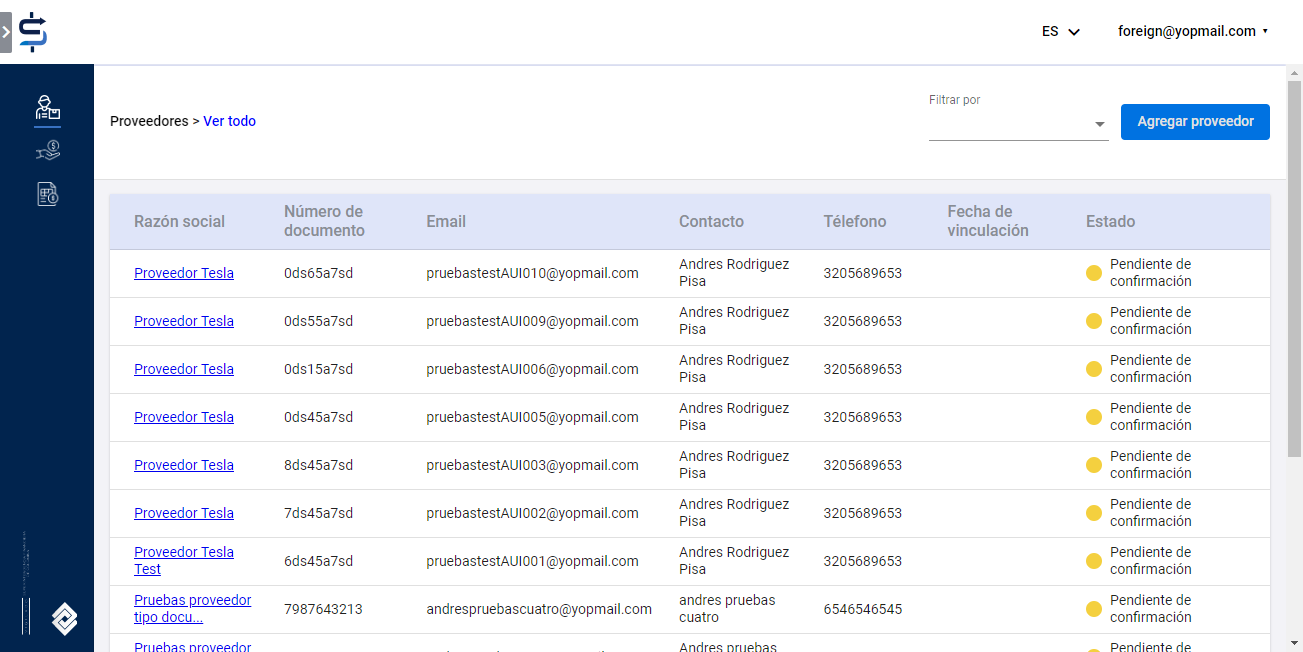 ES
foreign@yopmail.com
Proveedores > Ver todo
Filtrar por
Agregar proveedor
Razón social Número de documento Email Contacto Télefono Fecha de vinculación Estado
Proveedor Tesla 0ds65a7sd pruebastestAUI010@yopmail.com Andres Rodriguez Pisa 3205689653 Pendiente de confirmación
Proveedor Tesla 0ds55a7sd pruebastestAUI009@yopmail.com Andres Rodriguez Pisa 3205689653 Pendiente de confirmación
Proveedor Tesla 0ds15a7sd pruebastestAUI006@yopmail.com Andres Rodriguez Pisa 3205689653 Pendiente de confirmación
Proveedor Tesla 0ds45a7sd pruebastestAUI005@yopmail.com Andres Rodriguez Pisa 3205689653 Pendiente de confirmación
Proveedor Tesla 8ds45a7sd pruebastestAUI003@yopmail.com Andres Rodriguez Pisa 3205689653 Pendiente de confirmación
Proveedor Tesla 7ds45a7sd pruebastestAUI002@yopmail.com Andres Rodriguez Pisa 3205689653 Pendiente de confirmación
Proveedor Tesla Test 6ds45a7sd pruebastestAUI001@yopmail.com Andres Rodriguez Pisa 3205689653 Pendiente de confirmación
Pruebas proveedor tipo docu... 7987643213 andrespruebascuatro@yopmail.com andres pruebas cuatro 6546546545 Pendiente de confirmación
Pruebas proveedor Andres pruebas Pendiente de